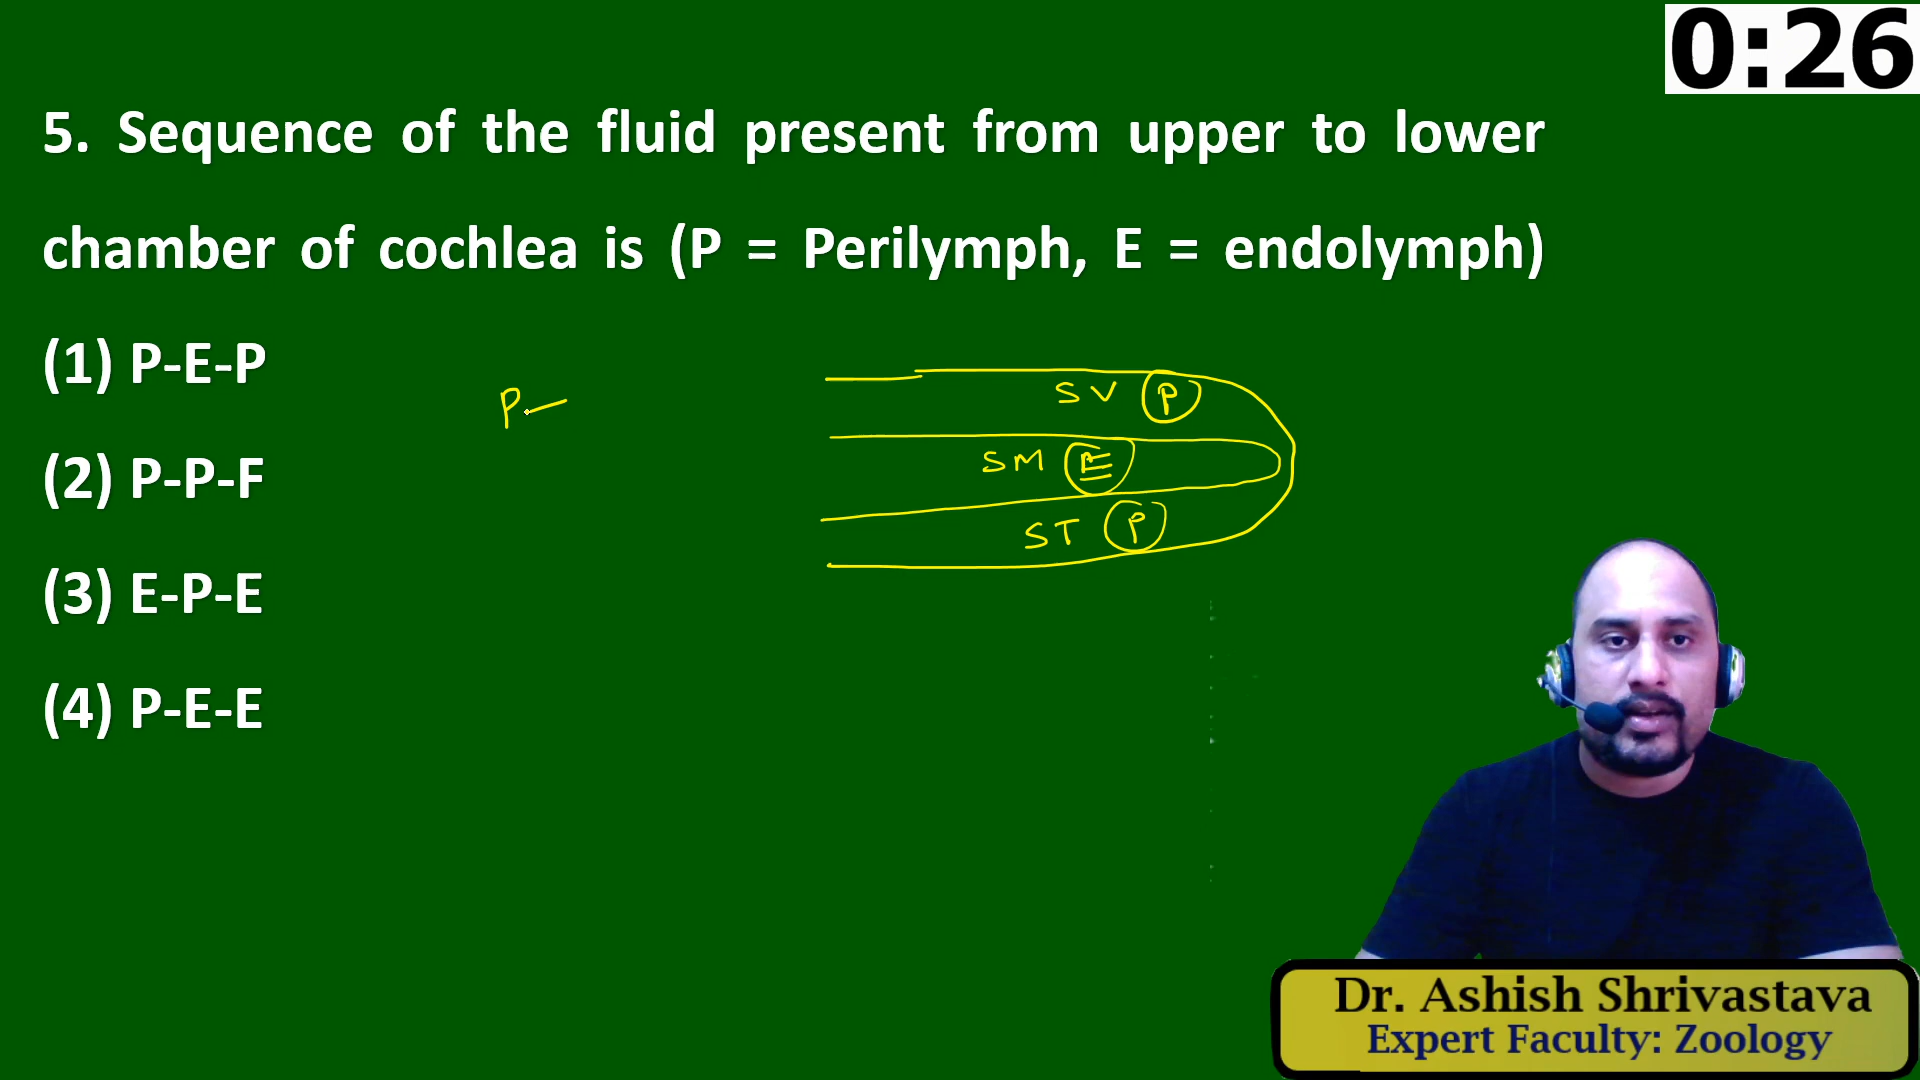 0:26
5. Sequence of the fluid present from upper to lower
chamber of cochlea is (P = Perilymph, E = endolymph)
(1) P-E-P
(2) P-P-F
(3) E-P-E
(4) P-E-E
P-
SV P
SM E
ST P
Dr. Ashish Shrivastava
Expert Faculty: Zoology